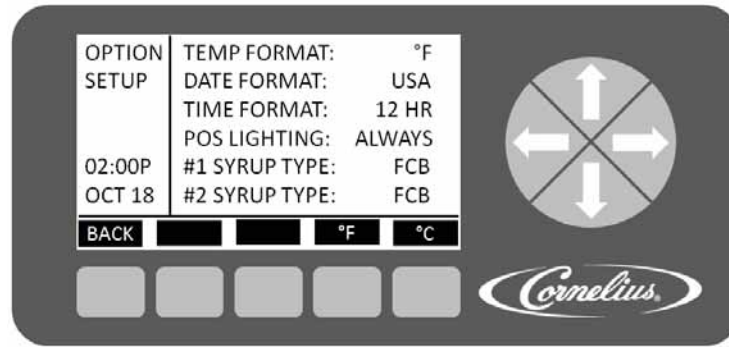 OPTION
SETUP
02:00P
OCT 18
TEMP FORMAT: °F
DATE FORMAT: USA
TIME FORMAT: 12 HR
POS LIGHTING: ALWAYS
#1 SYRUP TYPE: FCB
#2 SYRUP TYPE: FCB
BACK °F °C
Cornelius.